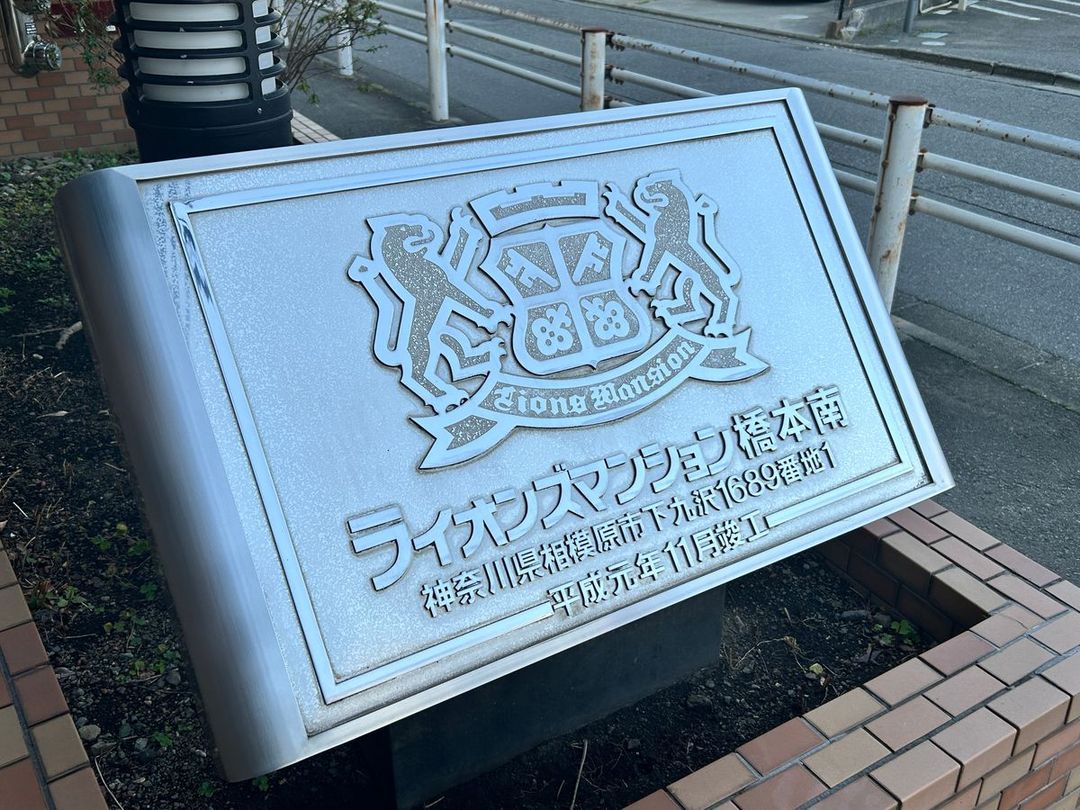 Lions Mansion
ライオンズマンション橋本南
神奈川県相模原市下九沢1689番地1
平成元年11月竣工